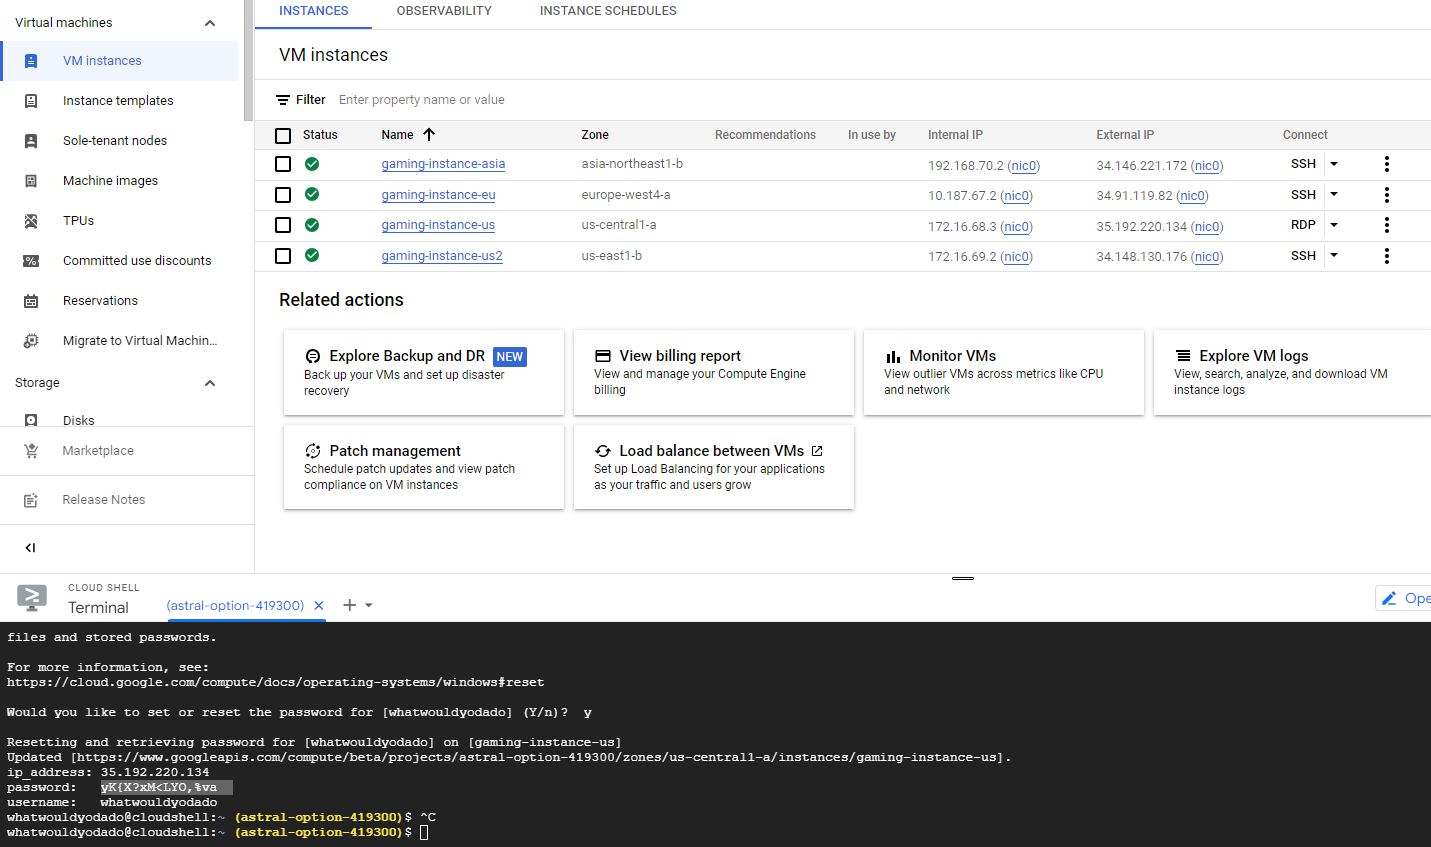 Virtual machines
VM instances
Instance templates
Sole-tenant nodes
Machine images
TPUs
Committed use discounts
Reservations
Migrate to Virtual Machin...
Storage
Disks
Marketplace
Release Notes
INSTANCES OBSERVABILITY INSTANCE SCHEDULES
VM instances
Filter Enter property name or value
Status Name Zone Recommendations In use by Internal IP External IP Connect
gaming-instance-asia asia-northeast1-b 192.168.70.2 (nic0) 34.146.221.172 (nic0) SSH
gaming-instance-eu europe-west4-a 10.187.67.2 (nic0) 34.91.119.82 (nic0) SSH
gaming-instance-us us-central1-a 172.16.68.3 (nic0) 35.192.220.134 (nic0) RDP
gaming-instance-us2 us-east1-b 172.16.69.2 (nic0) 34.148.130.176 (nic0) SSH
Related actions
Explore Backup and DR NEW
Back up your VMs and set up disaster
recovery
View billing report
View and manage your Compute Engine
billing
Monitor VMs
View outlier VMs across metrics like CPU
and network
Explore VM logs
View, search, analyze, and download VM
instance logs
Patch management
Schedule patch updates and view patch
compliance on VM instances
Load balance between VMs
Set up Load Balancing for your applications
as your traffic and users grow
CLOUD SHELL
Terminal (astral-option-419300)
Ope
files and stored passwords.
For more information, see:
https://cloud.google.com/compute/docs/operating-systems/windows#reset
Would you like to set or reset the password for [whatwouldyodado] (Y/n)? y
Resetting and retrieving password for [whatwouldyodado] on [gaming-instance-us]
Updated [https://www.googleapis.com/compute/beta/projects/astral-option-419300/zones/us-central1-a/instances/gaming-instance-us].
ip_address: 35.192.220.134
password: yK{X?xM<LYO,%va
username: whatwouldyodado
whatwouldyodado@cloudshell:~ (astral-option-419300)$ ^C
whatwouldyodado@cloudshell:~ (astral-option-419300)$